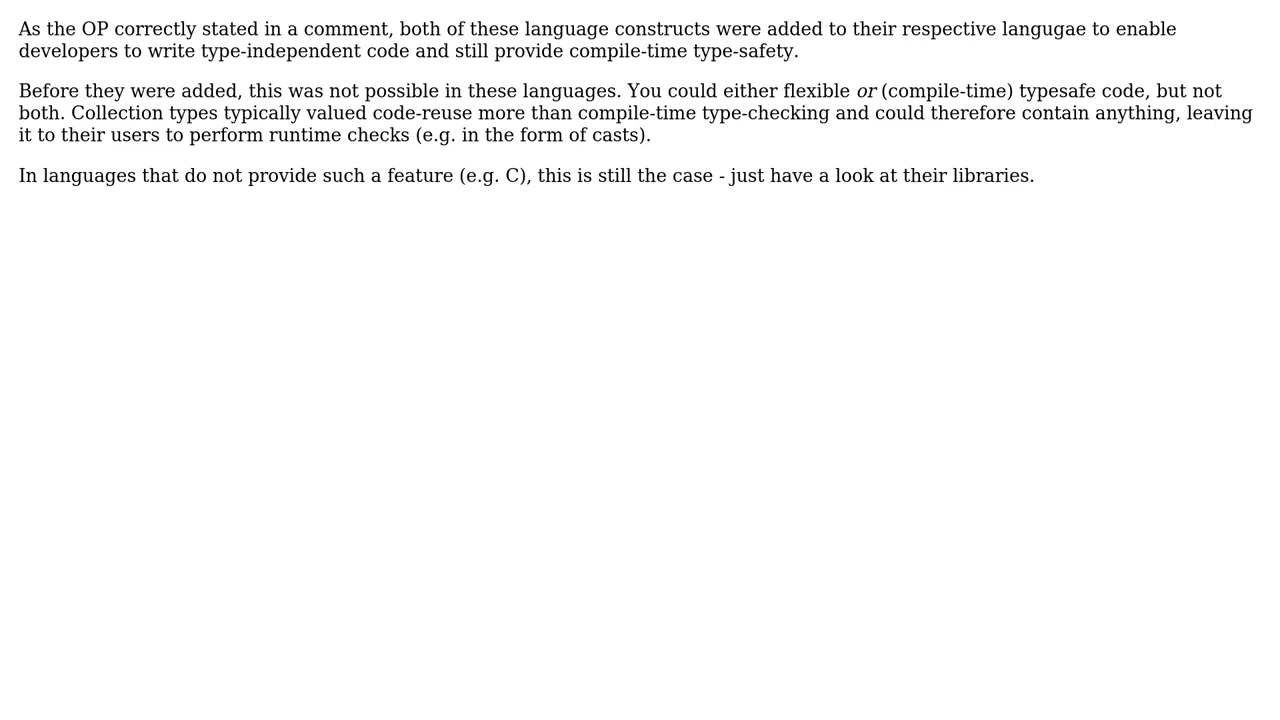 As the OP correctly stated in a comment, both of these language constructs were added to their respective langugae to enable
developers to write type-independent code and still provide compile-time type-safety.
Before they were added, this was not possible in these languages. You could either flexible or (compile-time) typesafe code, but not
both. Collection types typically valued code-reuse more than compile-time type-checking and could therefore contain anything, leaving
it to their users to perform runtime checks (e.g. in the form of casts).
In languages that do not provide such a feature (e.g. C), this is still the case - just have a look at their libraries.